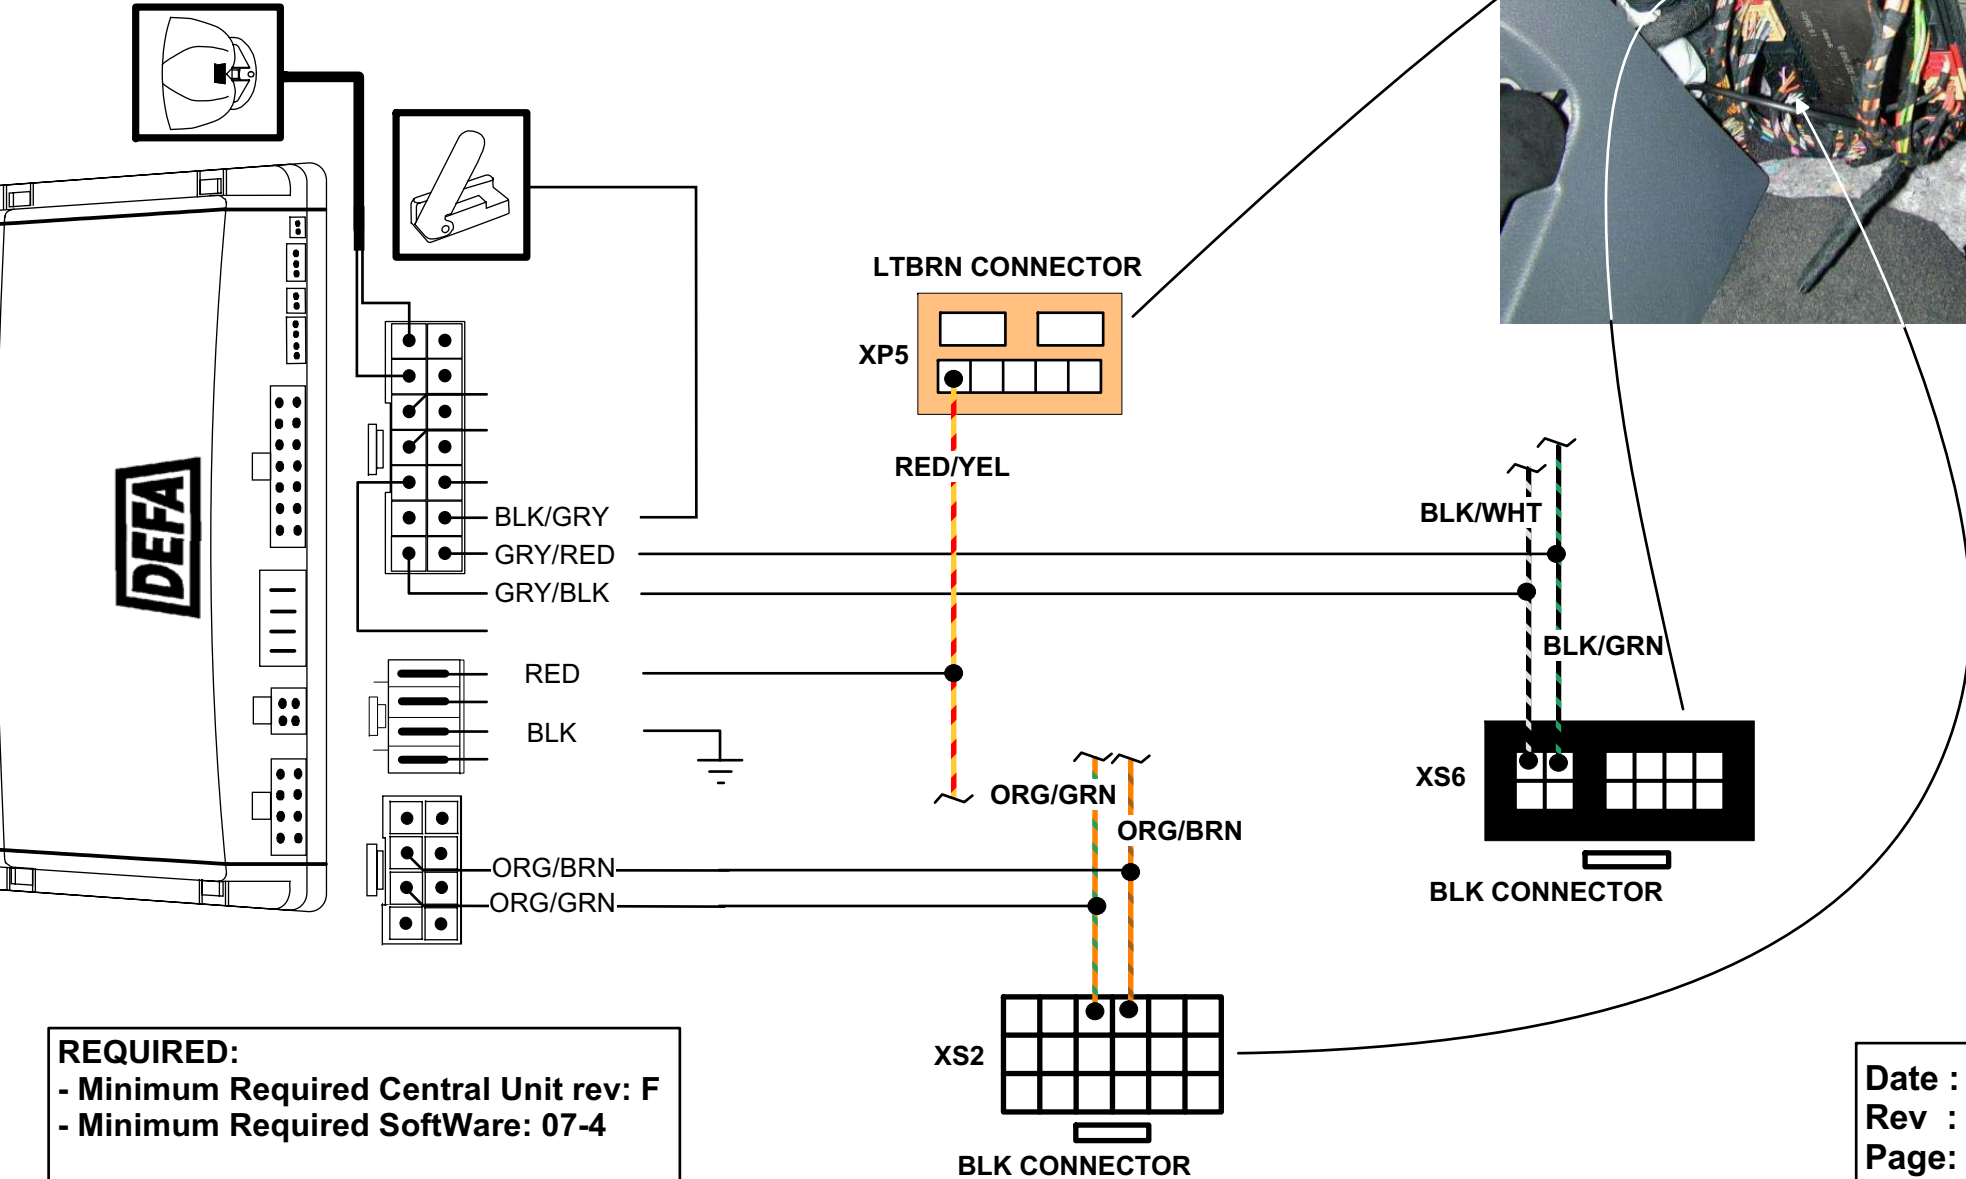 LTBRN CONNECTOR
XP5
RED/YEL
BLK/WHT
BLK/GRY
GRY/RED
GRY/BLK
BLK/GRN
RED
BLK
XS6
ORG/GRN
ORG/BRN
ORG/BRN
ORG/GRN
BLK CONNECTOR
DEFA
XS2
BLK CONNECTOR
REQUIRED:
- Minimum Required Central Unit rev: F
- Minimum Required SoftWare: 07-4
Date :
Rev :
Page: